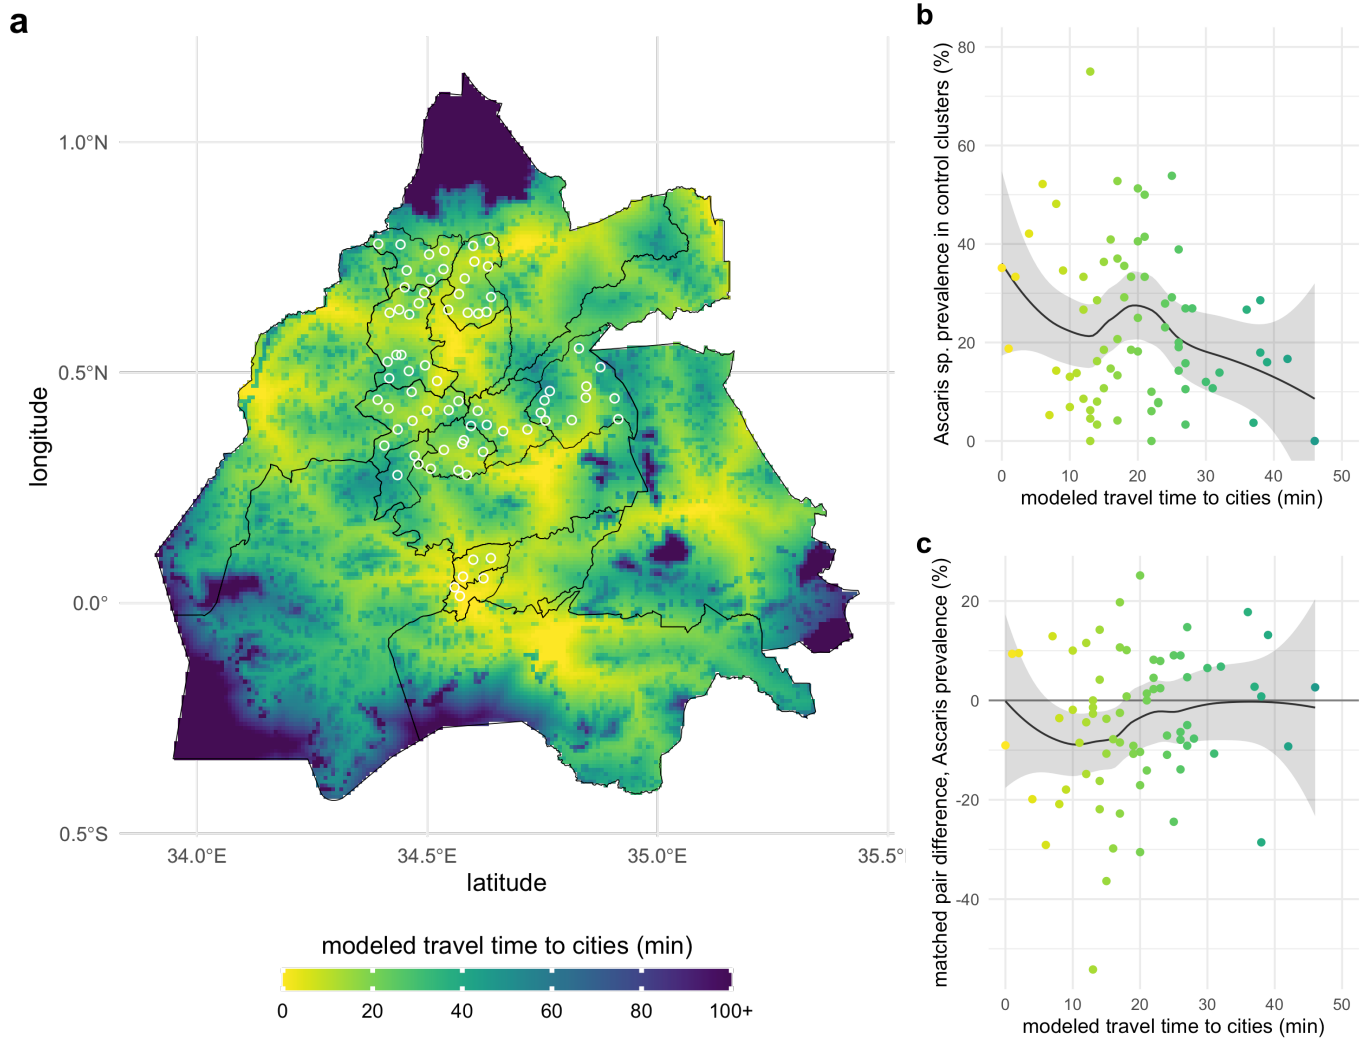 a
1.0°N
0.5°N
0.0°
0.5°S
longitude
34.0°E
34.5°E
35.0°E
35.5°
latitude
modeled travel time to cities (min)
0
20
40
60
80
100+
b
Ascaris sp. prevalence in control clusters (%)
80
60
40
20
0
0
10
20
30
40
50
modeled travel time to cities (min)
c
matched pair difference, Ascaris prevalence (%)
20
0
-20
-40
0
10
20
30
40
50
modeled travel time to cities (min)